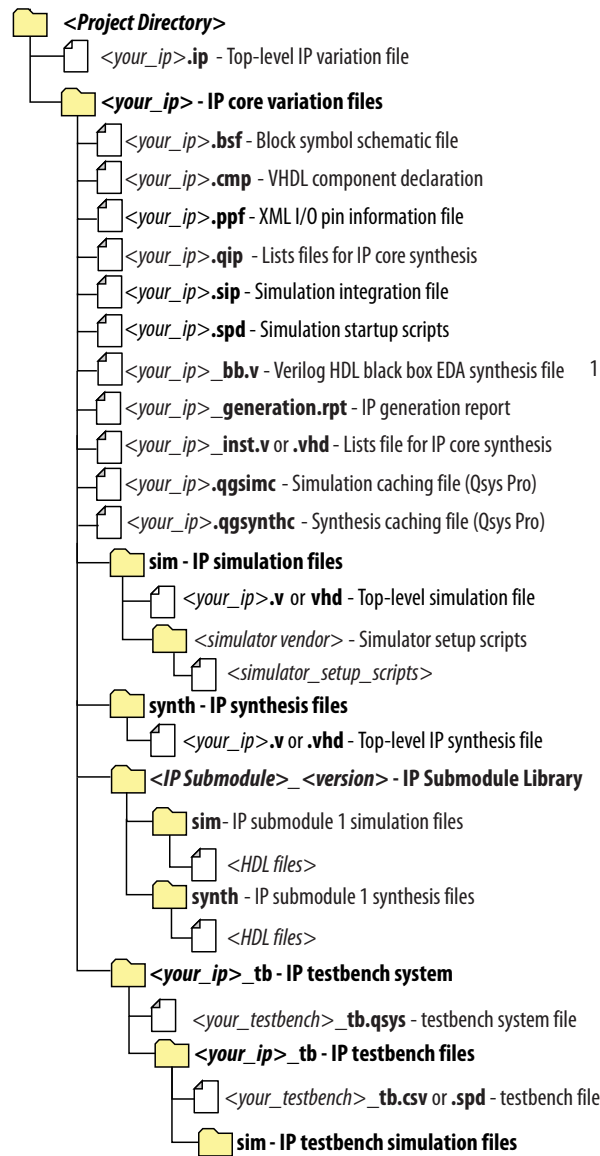 <Project Directory>
<your_ip>.ip - Top-level IP variation file
<your_ip> - IP core variation files
<your_ip>.bsf - Block symbol schematic file
<your_ip>.cmp - VHDL component declaration
<your_ip>.ppf - XML I/O pin information file
<your_ip>.qip - Lists files for IP core synthesis
<your_ip>.sip - Simulation integration file
<your_ip>.spd - Simulation startup scripts
<your_ip>_bb.v - Verilog HDL black box EDA synthesis file 1
<your_ip>_generation.rpt - IP generation report
<your_ip>_inst.v or .vhd - Lists file for IP core synthesis
<your_ip>.qgsimc - Simulation caching file (Qsys Pro)
<your_ip>.qgsynthc - Synthesis caching file (Qsys Pro)
sim - IP simulation files
<your_ip>.v or vhd - Top-level simulation file
<simulator vendor> - Simulator setup scripts
<simulator_setup_scripts>
synth - IP synthesis files
<your_ip>.v or .vhd - Top-level IP synthesis file
<IP Submodule>_<version> - IP Submodule Library
sim- IP submodule 1 simulation files
<HDL files>
synth - IP submodule 1 synthesis files
<HDL files>
<your_ip>_tb - IP testbench system
<your_testbench>_tb.qsys - testbench system file
<your_ip>_tb - IP testbench files
<your_testbench>_tb.csv or .spd - testbench file
sim - IP testbench simulation files